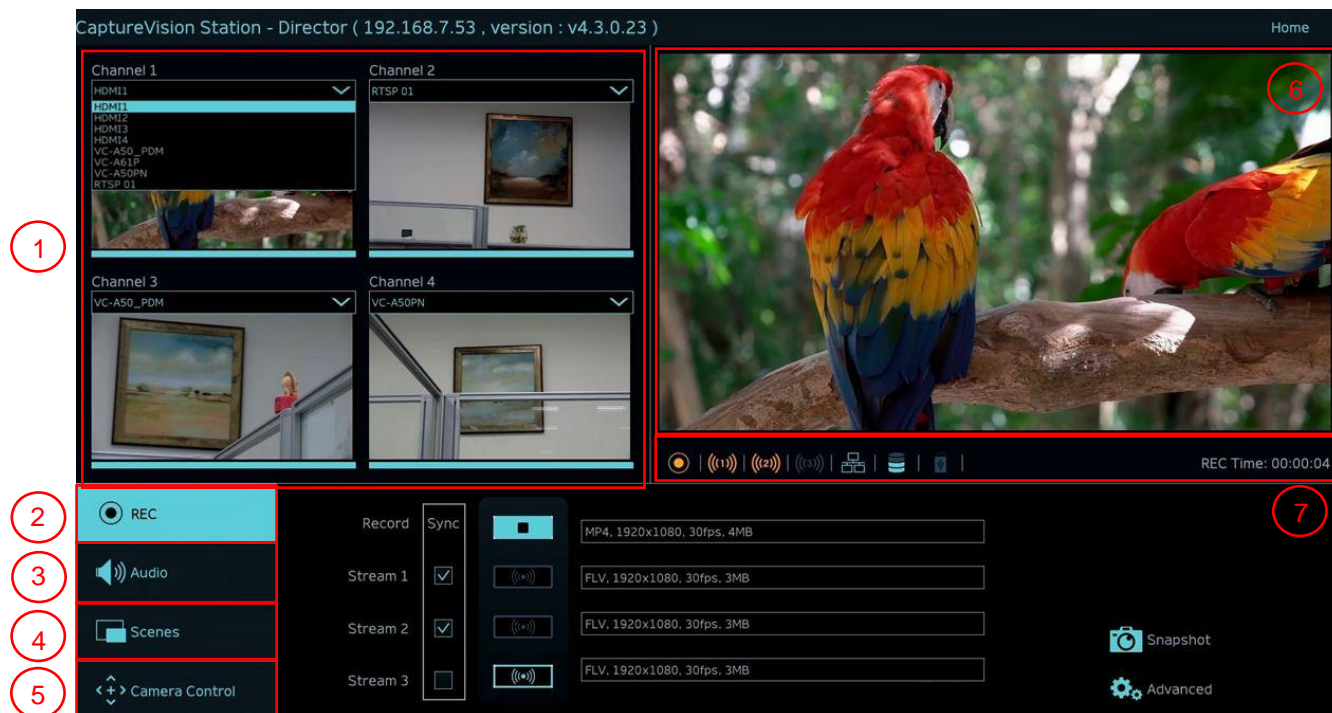 CaptureVision Station - Director ( 192.168.7.53 , version : v4.3.0.23 )
Home
Channel 1
HDMI1
HDMI1
HDMI2
HDMI3
HDMI4
VC-A50_PDM
VC-A61P
VC-A50PN
RTSP 01
Channel 2
RTSP 01
Channel 3
VC-A50_PDM
Channel 4
VC-A50PN
1
6
((1)) | ((2)) | ((3))
REC Time: 00:00:04
7
2
REC
3
Audio
4
Scenes
5
Camera Control
Record Sync
MP4, 1920x1080, 30fps, 4MB
Stream 1
FLV, 1920x1080, 30fps, 3MB
Stream 2
FLV, 1920x1080, 30fps, 3MB
Stream 3
FLV, 1920x1080, 30fps, 3MB
Snapshot
Advanced